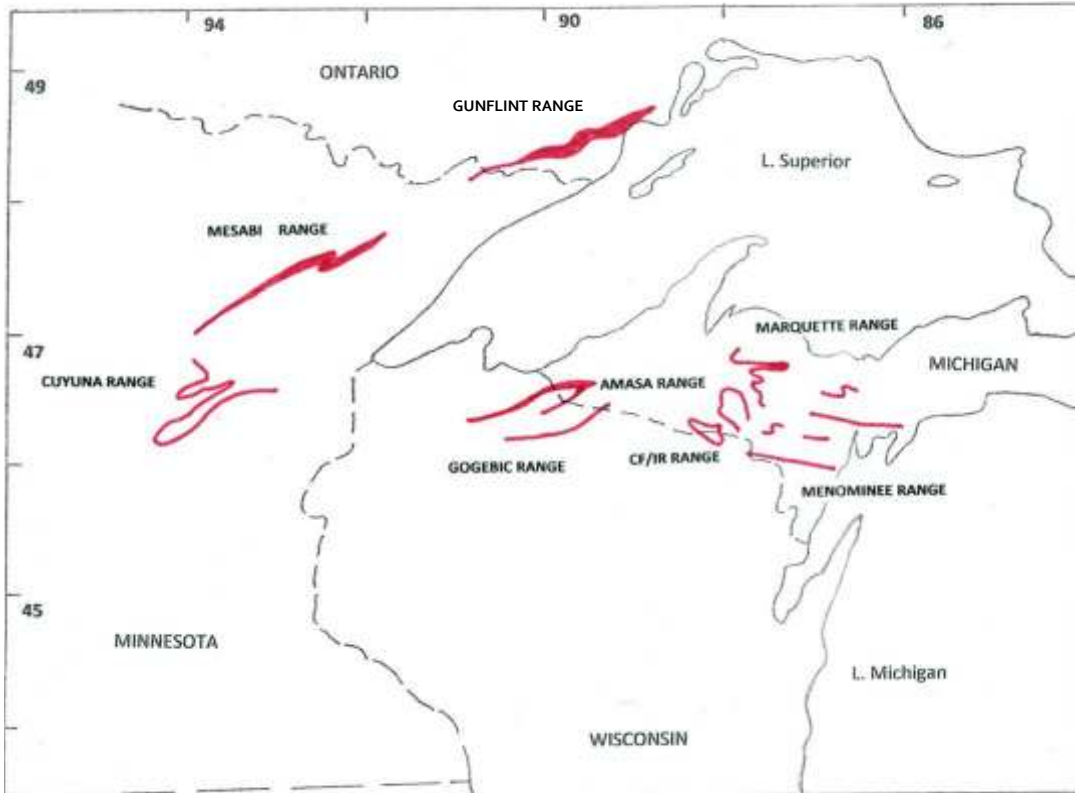 94
90
86
49
ONTARIO
GUNFLINT RANGE
L. Superior
MESABI RANGE
MARQUETTE RANGE
47
CUYUNA RANGE
AMASA RANGE
MICHIGAN
GOGEBIC RANGE
CF/IR RANGE
MENOMINEE RANGE
45
MINNESOTA
L. Michigan
WISCONSIN